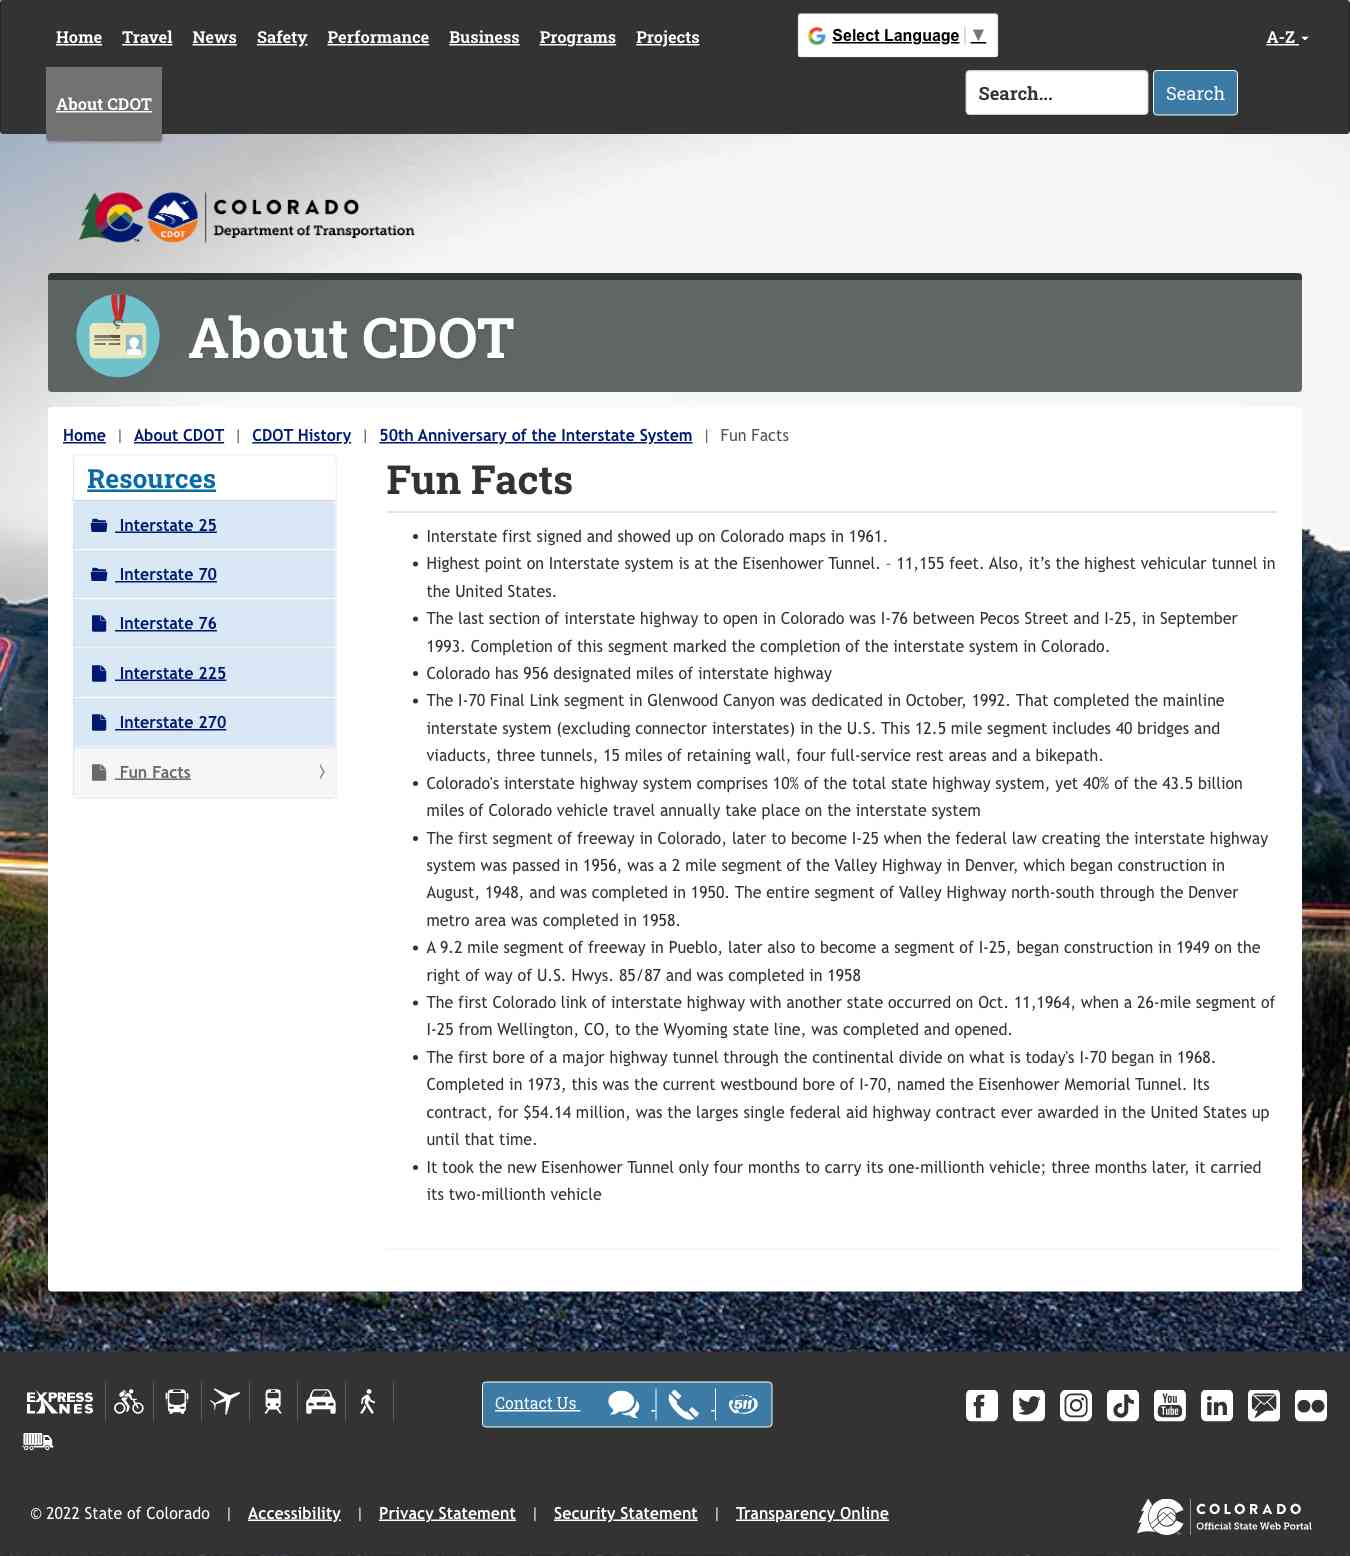 Home Travel News Safety Performance Business Programs Projects
Select Language ▼
A-Z
About CDOT
Search...
Search
COLORADO
Department of Transportation
CDOT
TM
About CDOT
Home | About CDOT | CDOT History | 50th Anniversary of the Interstate System | Fun Facts
Resources
Interstate 25
Interstate 70
Interstate 76
Interstate 225
Interstate 270
Fun Facts
Fun Facts
• Interstate first signed and showed up on Colorado maps in 1961.
• Highest point on Interstate system is at the Eisenhower Tunnel. - 11,155 feet. Also, it’s the highest vehicular tunnel in
the United States.
• The last section of interstate highway to open in Colorado was I-76 between Pecos Street and I-25, in September
1993. Completion of this segment marked the completion of the interstate system in Colorado.
• Colorado has 956 designated miles of interstate highway
• The I-70 Final Link segment in Glenwood Canyon was dedicated in October, 1992. That completed the mainline
interstate system (excluding connector interstates) in the U.S. This 12.5 mile segment includes 40 bridges and
viaducts, three tunnels, 15 miles of retaining wall, four full-service rest areas and a bikepath.
• Colorado's interstate highway system comprises 10% of the total state highway system, yet 40% of the 43.5 billion
miles of Colorado vehicle travel annually take place on the interstate system
• The first segment of freeway in Colorado, later to become I-25 when the federal law creating the interstate highway
system was passed in 1956, was a 2 mile segment of the Valley Highway in Denver, which began construction in
August, 1948, and was completed in 1950. The entire segment of Valley Highway north-south through the Denver
metro area was completed in 1958.
• A 9.2 mile segment of freeway in Pueblo, later also to become a segment of I-25, began construction in 1949 on the
right of way of U.S. Hwys. 85/87 and was completed in 1958
• The first Colorado link of interstate highway with another state occurred on Oct. 11,1964, when a 26-mile segment of
I-25 from Wellington, CO, to the Wyoming state line, was completed and opened.
• The first bore of a major highway tunnel through the continental divide on what is today's I-70 began in 1968.
Completed in 1973, this was the current westbound bore of I-70, named the Eisenhower Memorial Tunnel. Its
contract, for $54.14 million, was the larges single federal aid highway contract ever awarded in the United States up
until that time.
• It took the new Eisenhower Tunnel only four months to carry its one-millionth vehicle; three months later, it carried
its two-millionth vehicle
EXPRESS
LANES
Contact Us
511
You
Tube
in
© 2022 State of Colorado | Accessibility | Privacy Statement | Security Statement | Transparency Online
COLORADO
Official State Web Portal